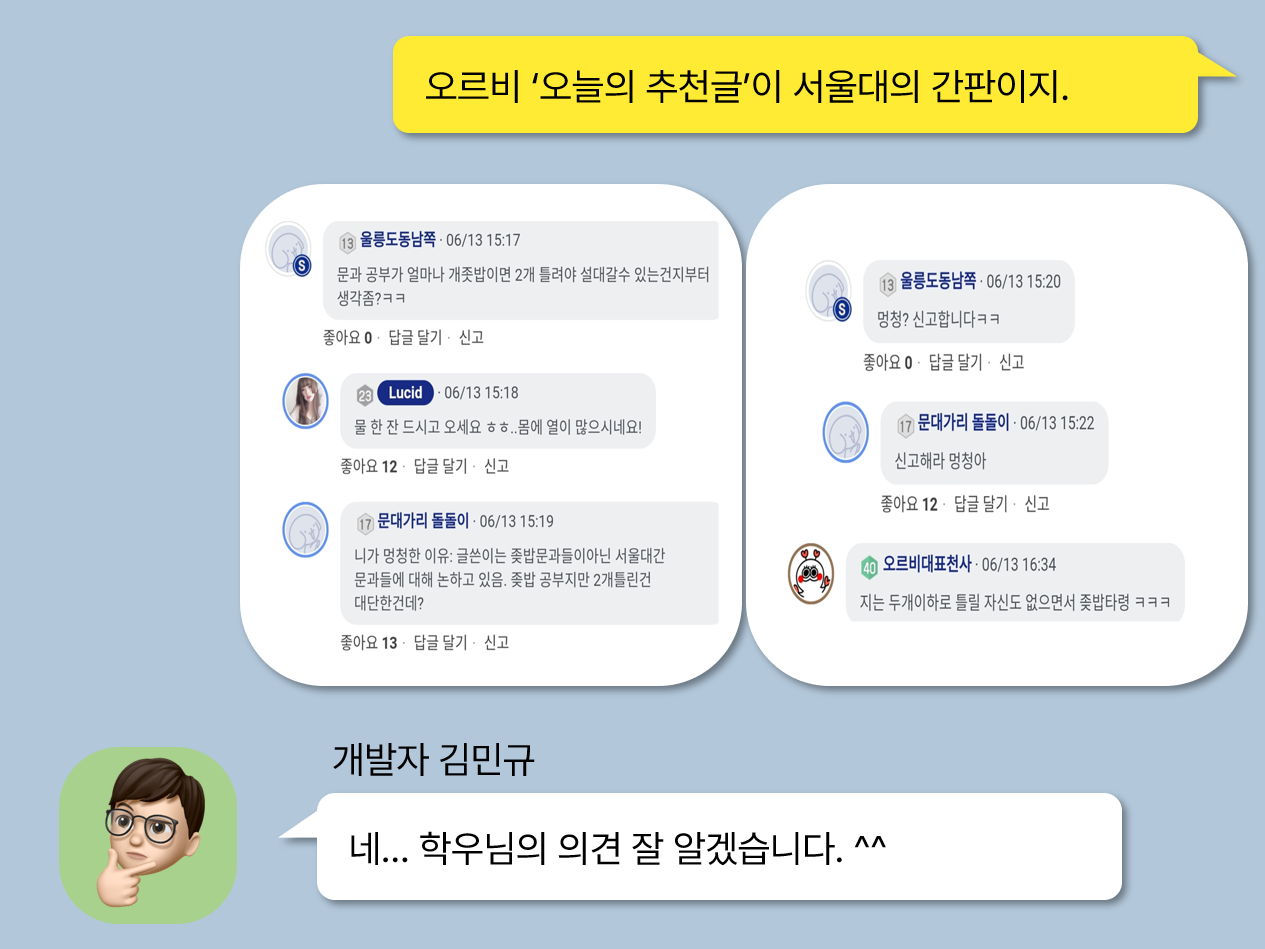 오르비 ‘오늘의 추천글’이 서울대의 간판이지.
13 울릉도동남쪽 · 06/13 15:17
문과 공부가 얼마나 개좃밥이면 2개 틀려야 설대갈수 있는건지부터
생각좀?ㅋㅋ
좋아요 0 · 답글 달기 · 신고
S
23 Lucid · 06/13 15:18
물 한 잔 드시고 오세요 ㅎㅎ..몸에 열이 많으시네요!
좋아요 12 · 답글 달기 · 신고
17 문대가리 돌돌이 · 06/13 15:19
니가 멍청한 이유: 글쓴이는 좆밥문과들이아닌 서울대간
문과들에 대해 논하고 있음. 좆밥 공부지만 2개틀린건
대단한건데?
좋아요 13 · 답글 달기 · 신고
13 울릉도동남쪽 · 06/13 15:20
멍청? 신고합니다ㅋㅋ
좋아요 0 · 답글 달기 · 신고
S
17 문대가리 돌돌이 · 06/13 15:22
신고해라 멍청아
좋아요 12 · 답글 달기 · 신고
40 오르비대표천사 · 06/13 16:34
지는 두개이하로 틀릴 자신도 없으면서 좆밥타령 ㅋㅋㅋ
개발자 김민규
네... 학우님의 의견 잘 알겠습니다. ^^